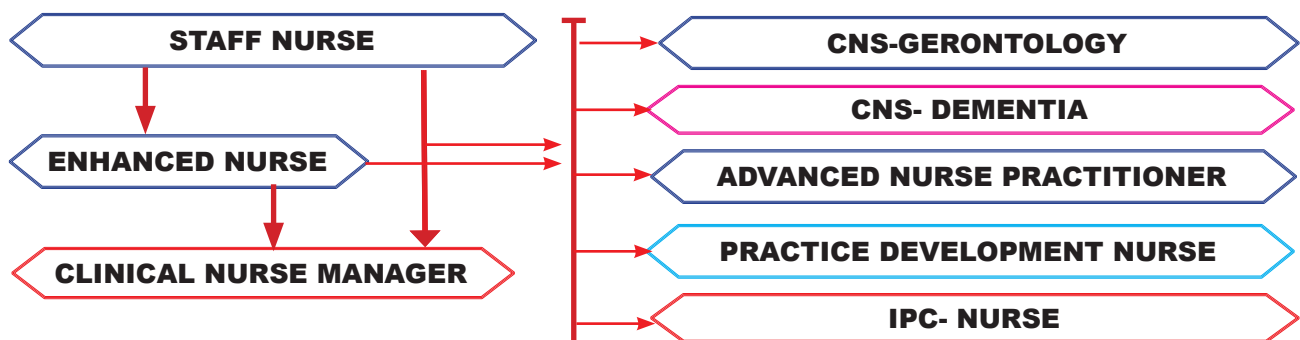 STAFF NURSE
ENHANCED NURSE
CLINICAL NURSE MANAGER
CNS-GERONTOLOGY
CNS- DEMENTIA
ADVANCED NURSE PRACTITIONER
PRACTICE DEVELOPMENT NURSE
IPC- NURSE